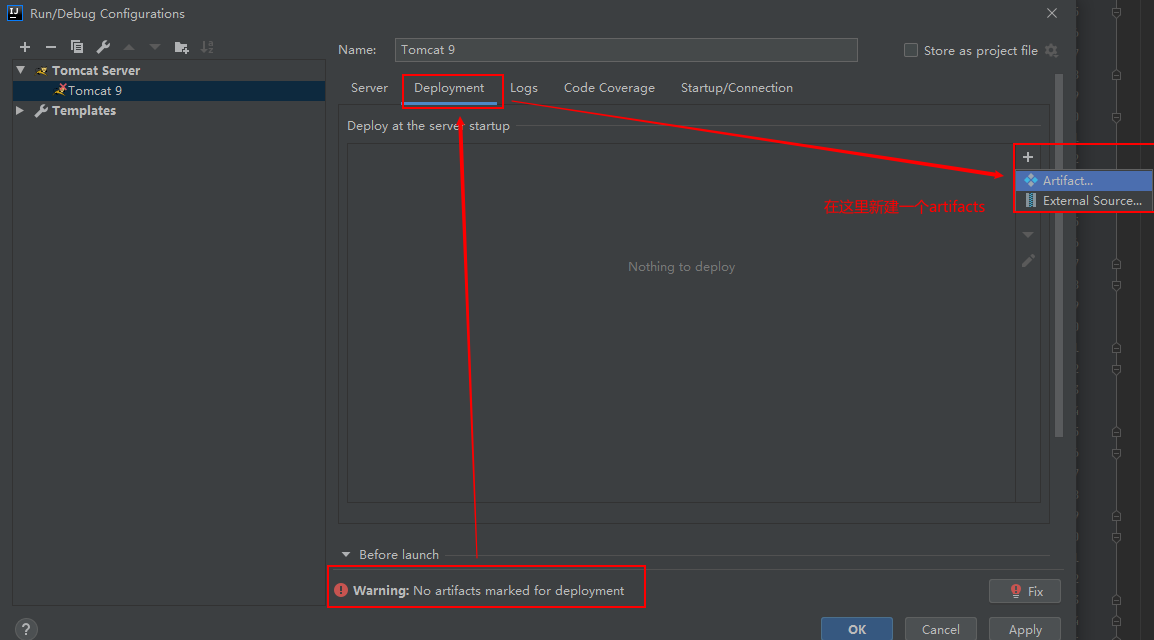 Run/Debug Configurations
Name: Tomcat 9
Store as project file
Tomcat Server
Tomcat 9
Templates
Server Deployment Logs Code Coverage Startup/Connection
Deploy at the server startup
Artifact...
External Source...
在这里新建一个artifacts
Nothing to deploy
Before launch
Warning: No artifacts marked for deployment
Fix
?
OK Cancel Apply